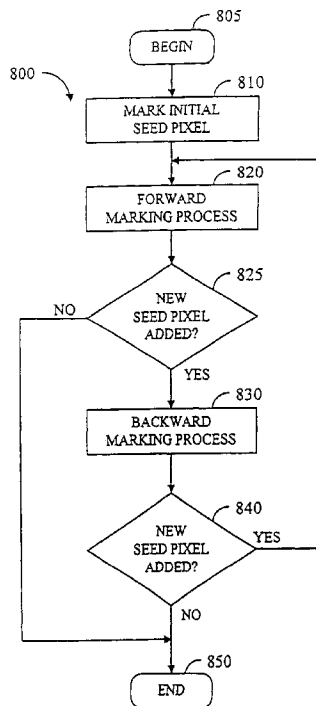 805
BEGIN
800
810
MARK INITIAL
SEED PIXEL
820
FORWARD
MARKING PROCESS
825
NEW
SEED PIXEL
ADDED?
NO
YES
830
BACKWARD
MARKING PROCESS
840
NEW
SEED PIXEL
ADDED?
YES
NO
850
END